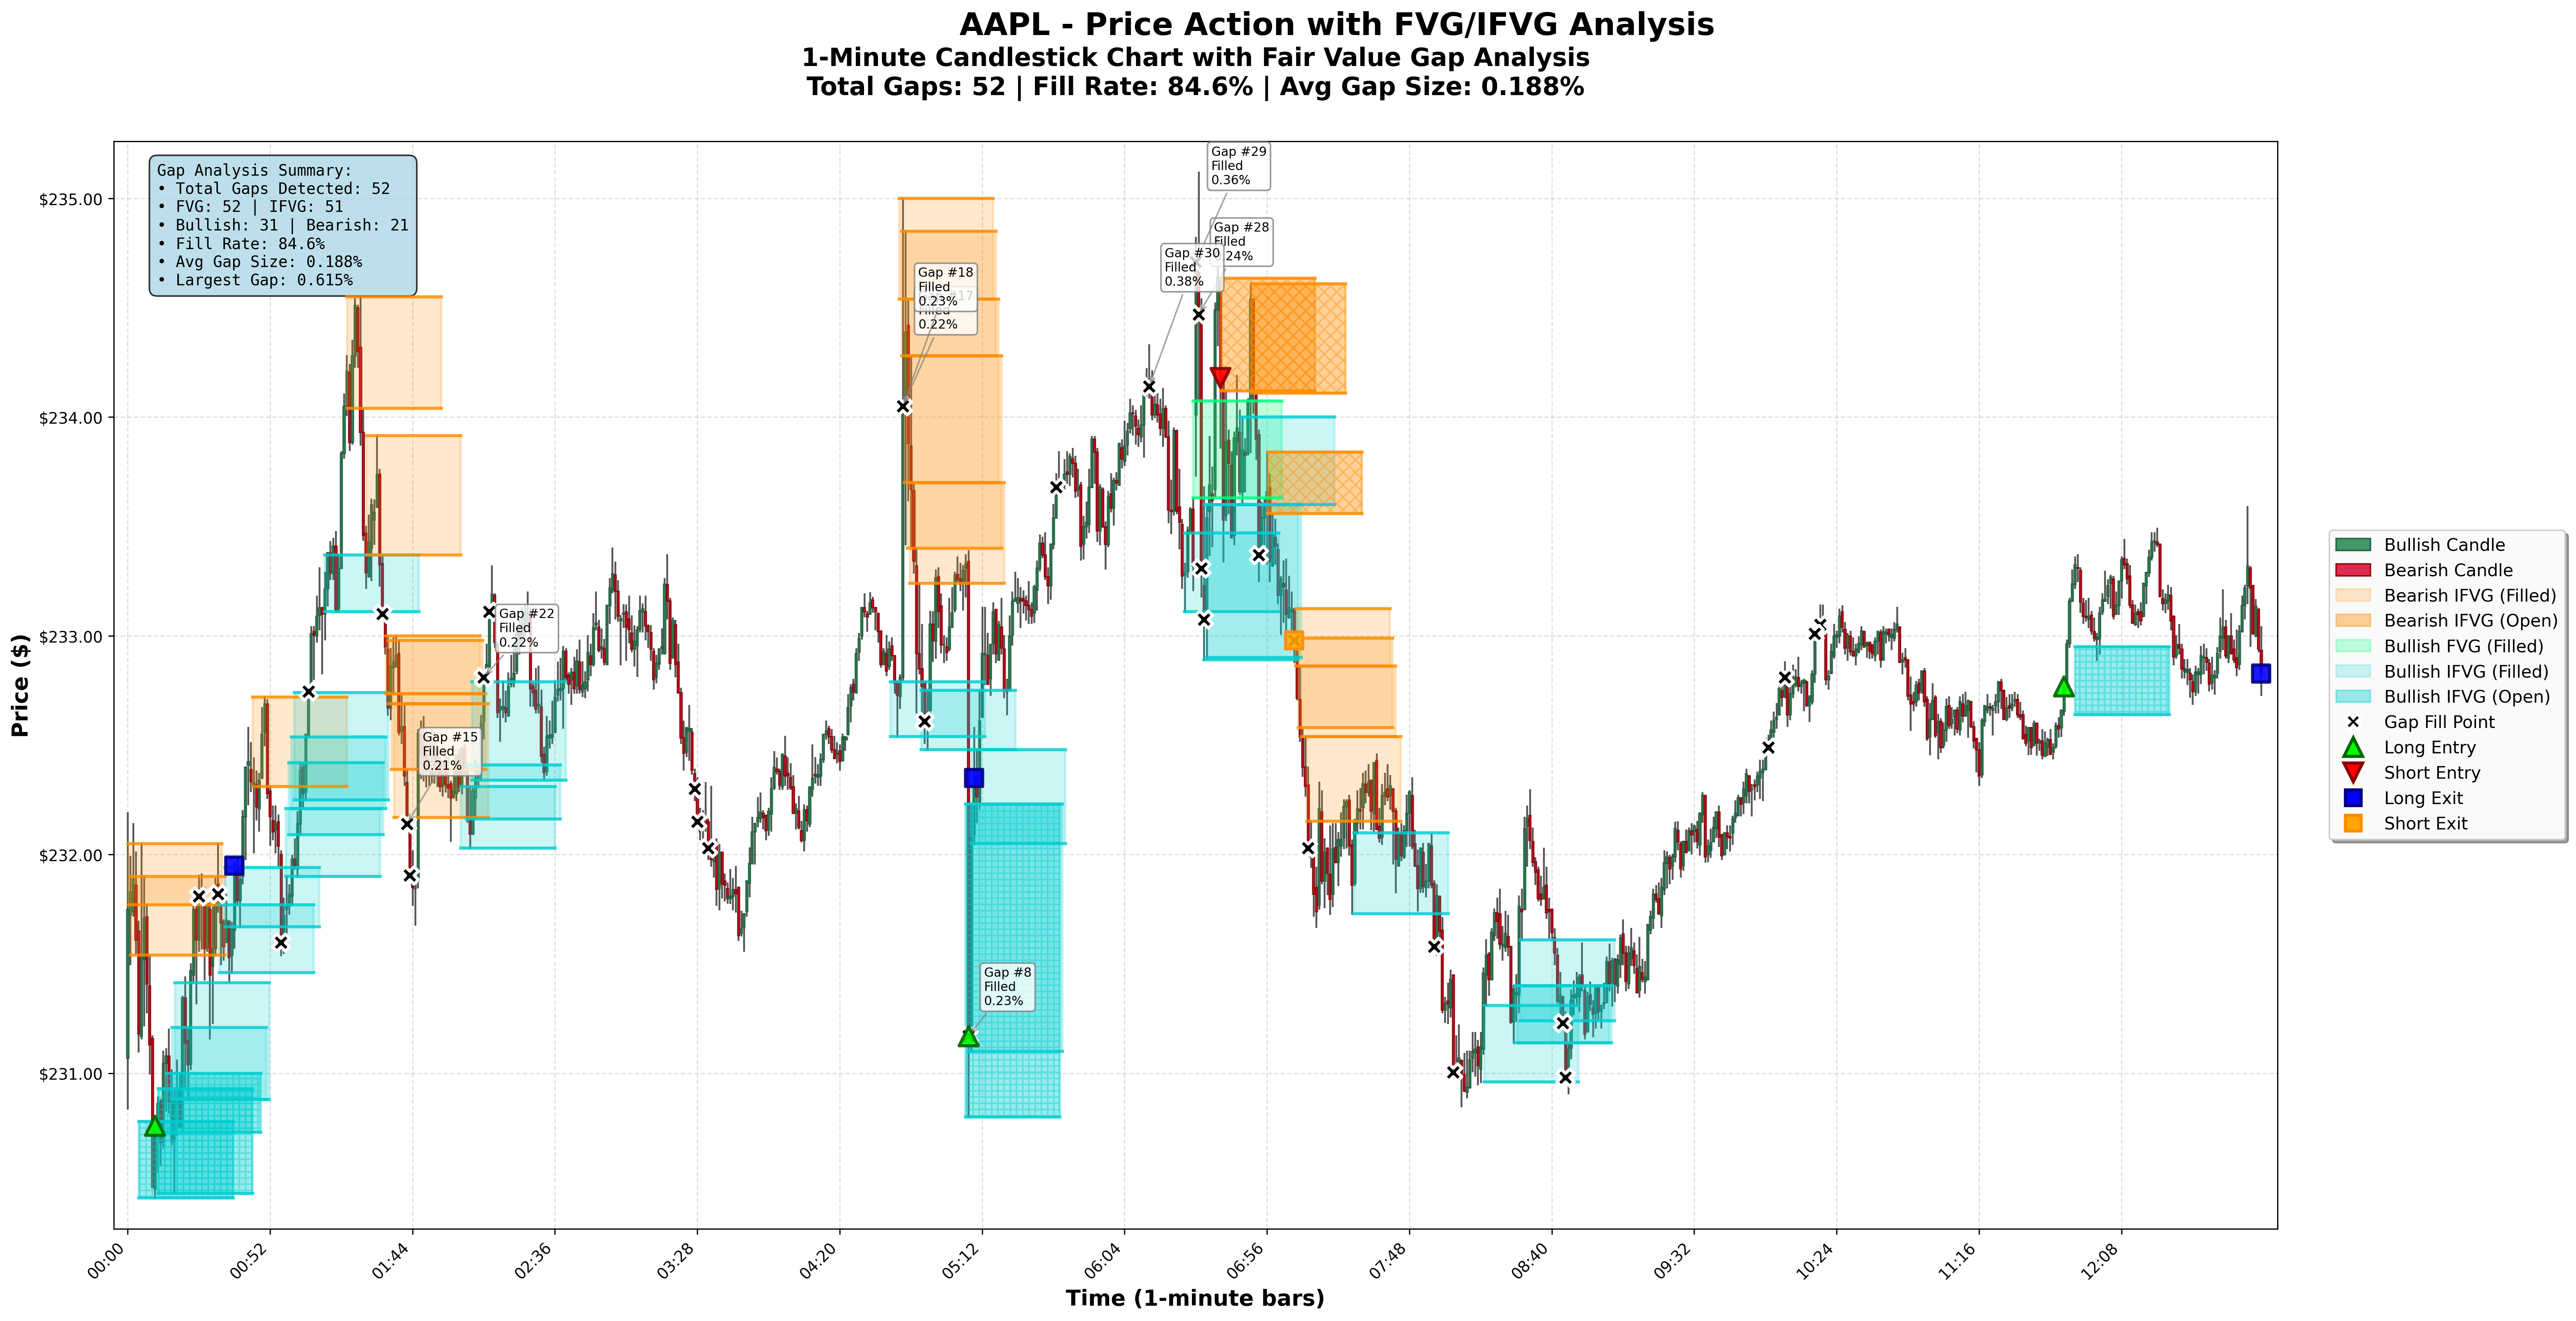 AAPL - Price Action with FVG/IFVG Analysis
1-Minute Candlestick Chart with Fair Value Gap Analysis
Total Gaps: 52 | Fill Rate: 84.6% | Avg Gap Size: 0.188%
Gap Analysis Summary:
• Total Gaps Detected: 52
• FVG: 52 | IFVG: 51
• Bullish: 31 | Bearish: 21
• Fill Rate: 84.6%
• Avg Gap Size: 0.188%
• Largest Gap: 0.615%
Gap #29
Filled
0.36%
Gap #28
Filled
24%
Gap #30
Filled
0.38%
Gap #18
Filled
0.23%
#17
Filled
0.22%
Gap #22
Filled
0.22%
Gap #15
Filled
0.21%
Gap #8
Filled
0.23%
$235.00
$234.00
$233.00
$232.00
$231.00
Price ($)
00:00
00:52
01:44
02:36
03:28
04:20
05:12
06:04
06:56
07:48
08:40
09:32
10:24
11:16
12:08
Time (1-minute bars)
Bullish Candle
Bearish Candle
Bearish IFVG (Filled)
Bearish IFVG (Open)
Bullish FVG (Filled)
Bullish IFVG (Filled)
Bullish IFVG (Open)
Gap Fill Point
Long Entry
Short Entry
Long Exit
Short Exit